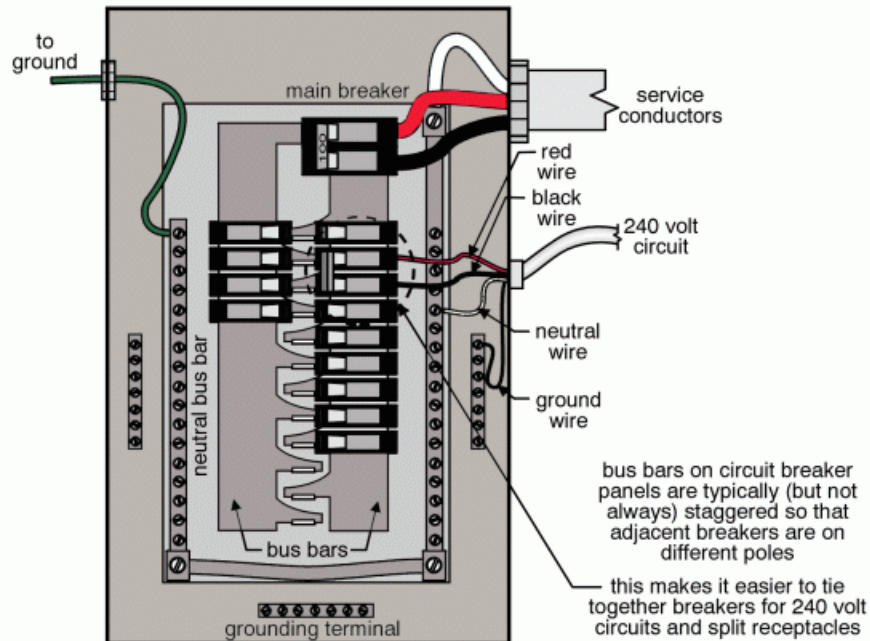 to
ground
main breaker
100
service
conductors
red
wire
black
wire
240 volt
circuit
neutral
wire
ground
wire
neutral bus bar
bus bars
bus bars on circuit breaker
panels are typically (but not
always) staggered so that
adjacent breakers are on
different poles
this makes it easier to tie
together breakers for 240 volt
circuits and split receptacles
grounding terminal